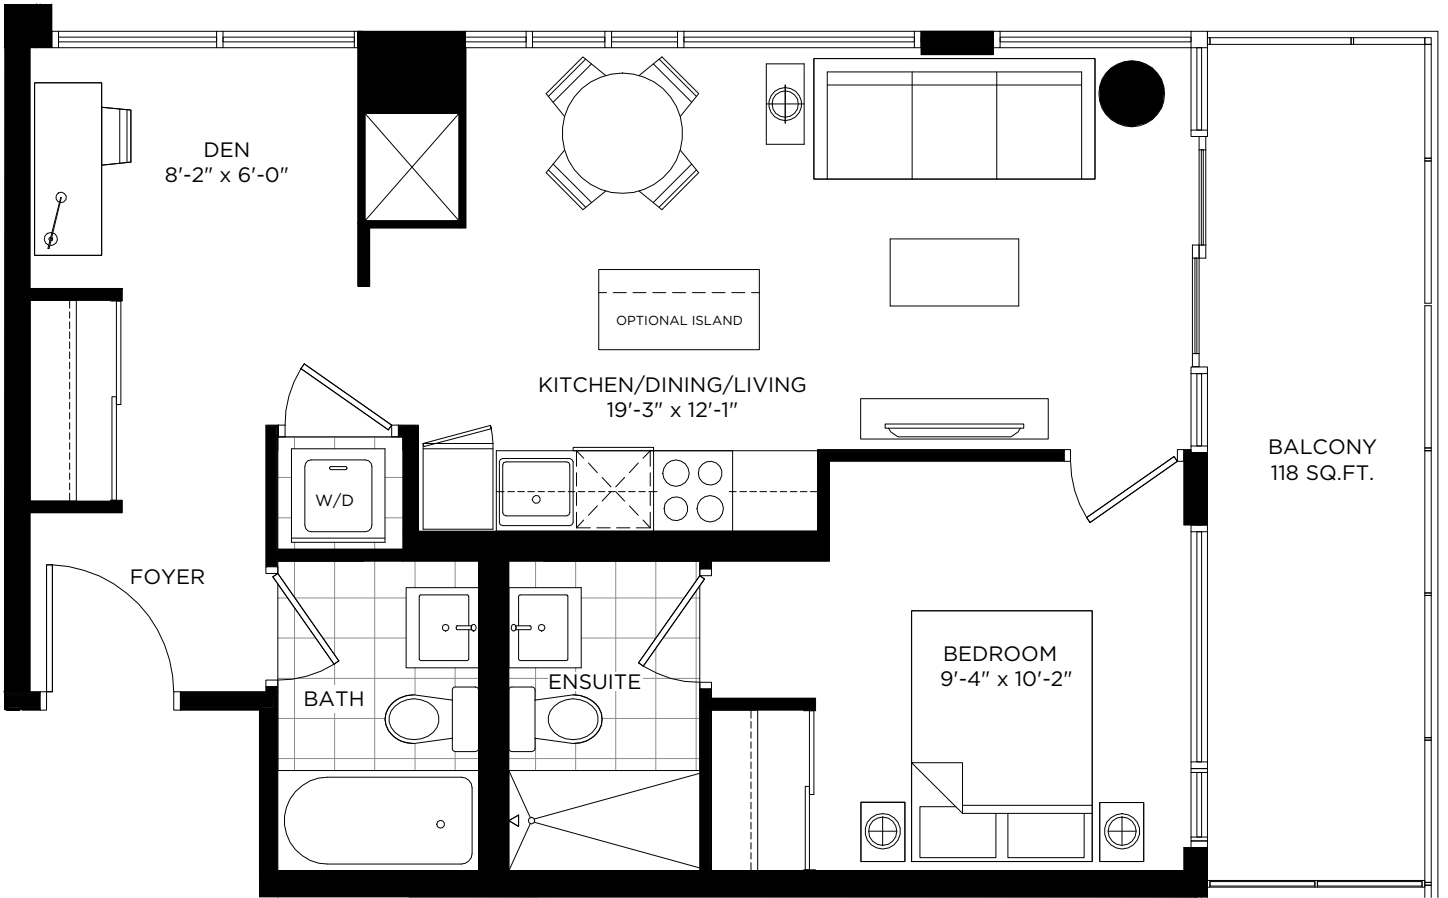 DEN
8'-2" x 6'-0"
OPTIONAL ISLAND
KITCHEN/DINING/LIVING
19'-3" x 12'-1"
BALCONY
118 SQ.FT.
W/D
FOYER
BATH
ENSUITE
BEDROOM
9'-4" x 10'-2"